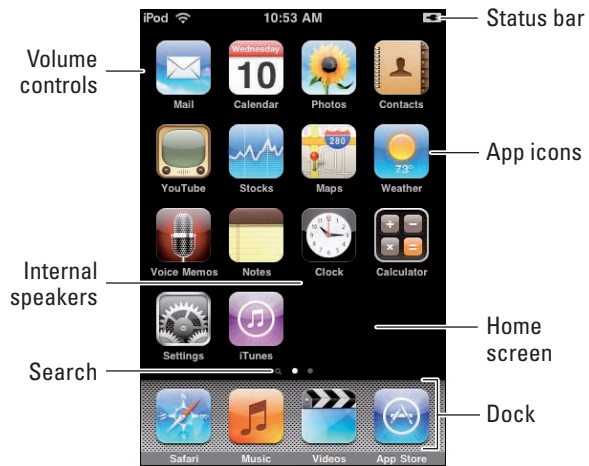 iPod 10:53 AM
Status bar
Volume
controls
Wednesday
10
Mail Calendar Photos Contacts
280
73°
App icons
YouTube Stocks Maps Weather
Voice Memos Notes Clock Calculator
Internal
speakers
Settings iTunes
Home
screen
Search
Dock
Safari Music Videos App Store